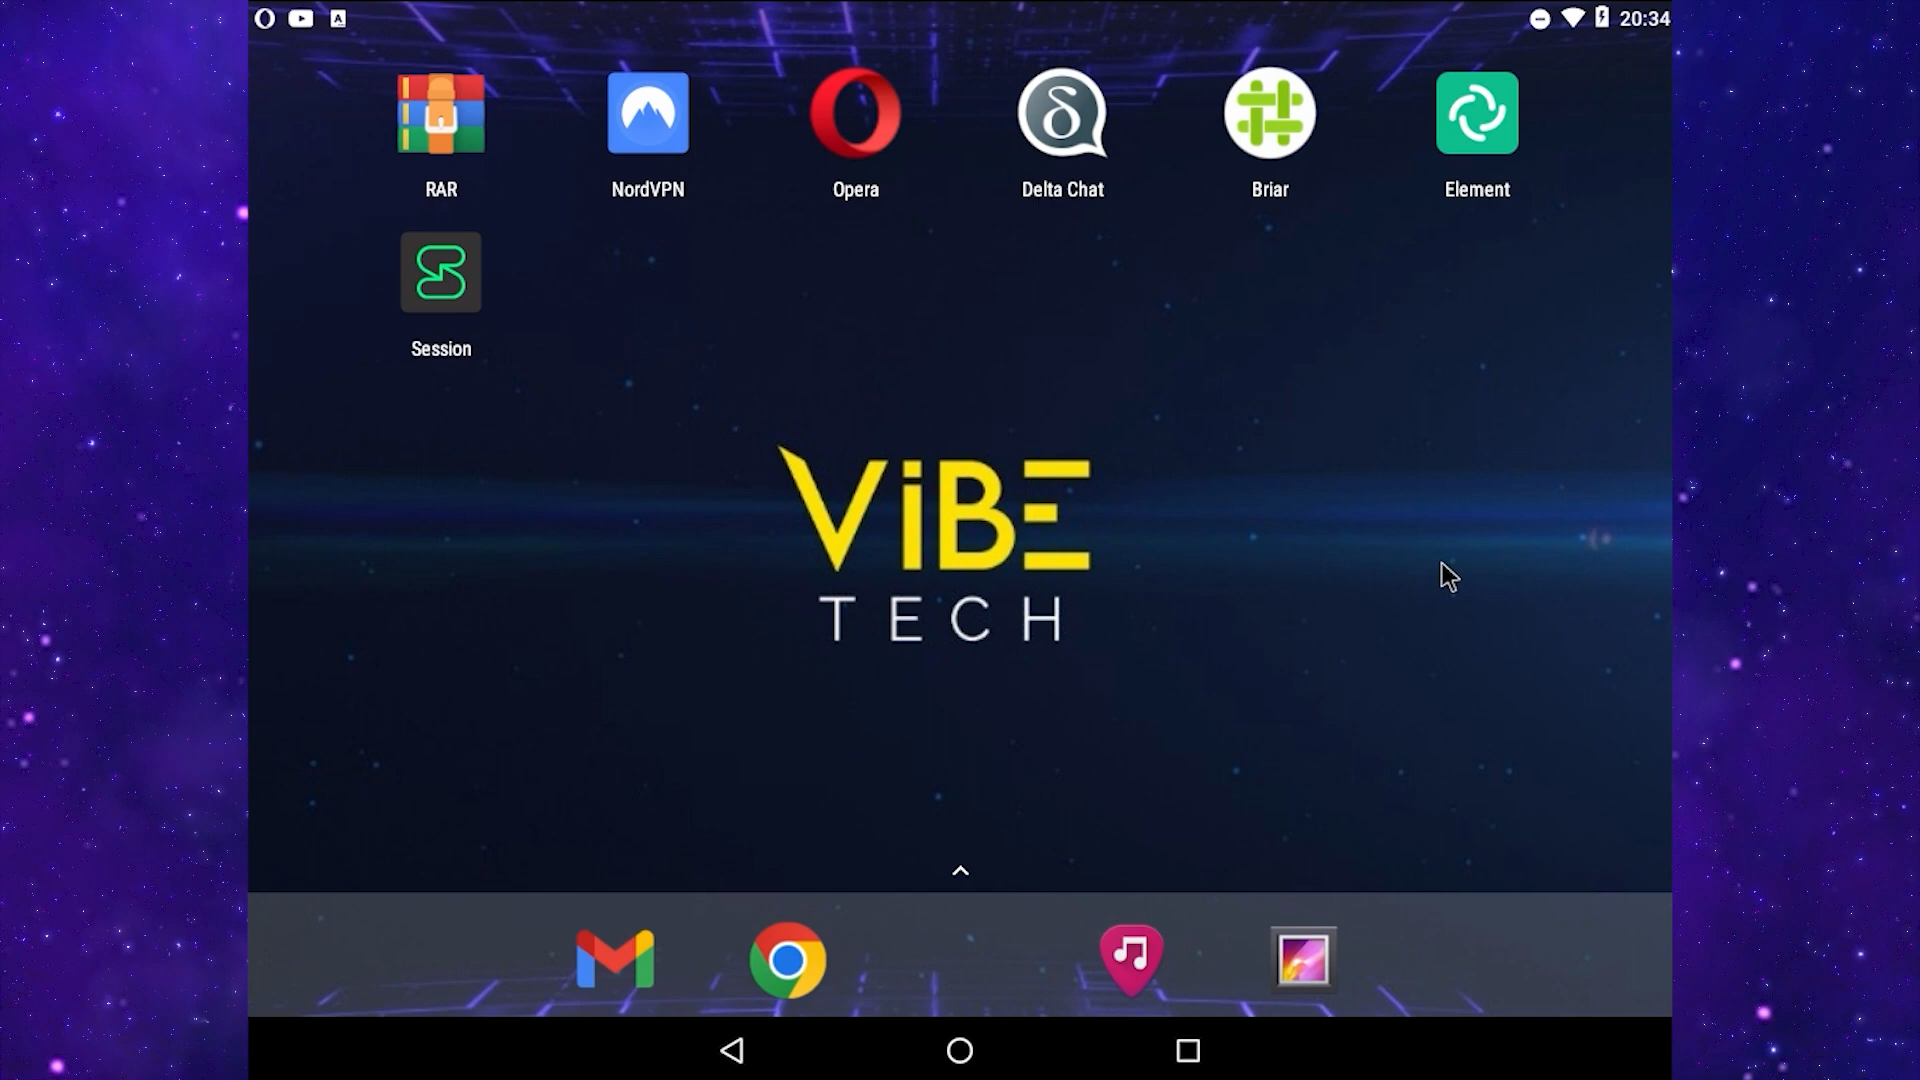 20:34
RAR
NordVPN
Opera
Delta Chat
Briar
Element
Session
ViBE
TECH